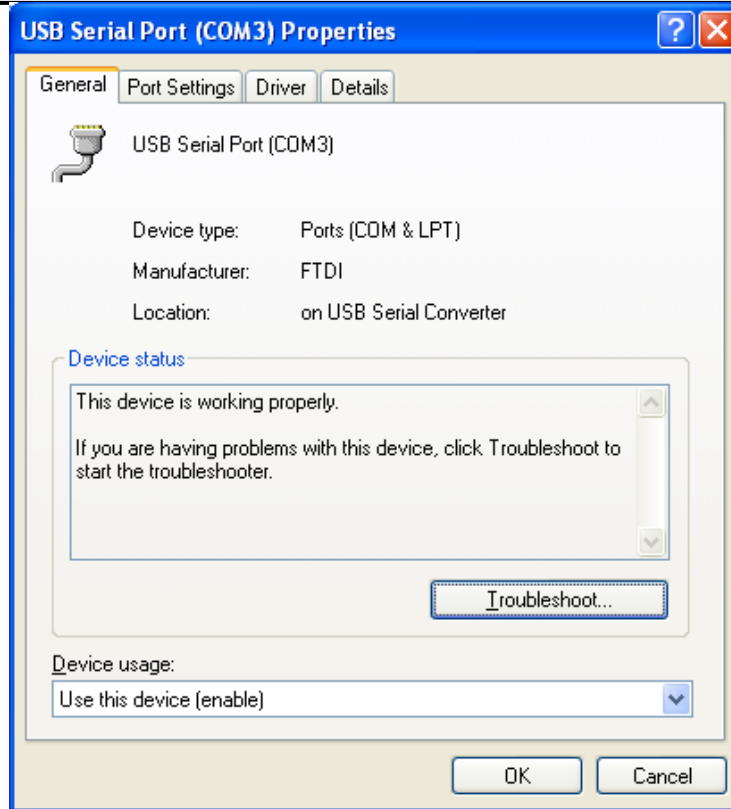 USB Serial Port (COM3) Properties
?
General Port Settings Driver Details
USB Serial Port (COM3)
Device type: Ports (COM & LPT)
Manufacturer: FTDI
Location: on USB Serial Converter
Device status
This device is working properly.
If you are having problems with this device, click Troubleshoot to
start the troubleshooter.
Troubleshoot...
Device usage:
Use this device (enable)
OK Cancel